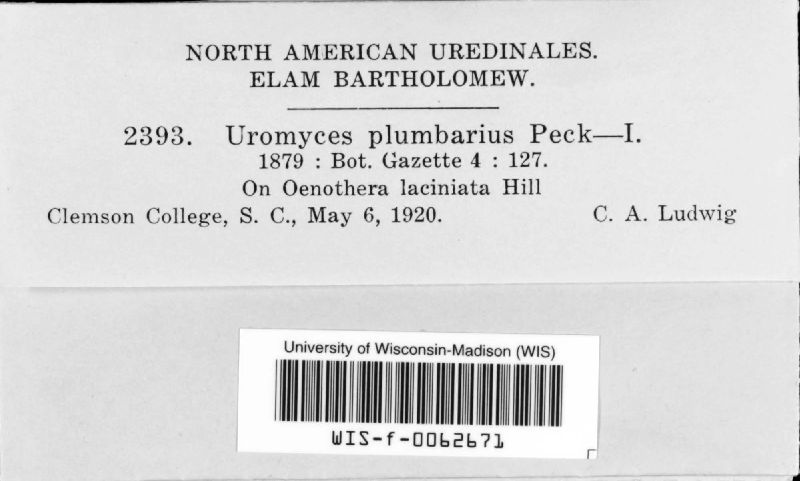 NORTH AMERICAN UREDINALES.
ELAM BARTHOLOMEW.
2393. Uromyces plumbarius Peck—I.
1879 : Bot. Gazette 4 : 127.
On Oenothera laciniata Hill
Clemson College, S. C., May 6, 1920. C. A. Ludwig
University of Wisconsin-Madison (WIS)
WIS-f-0062671